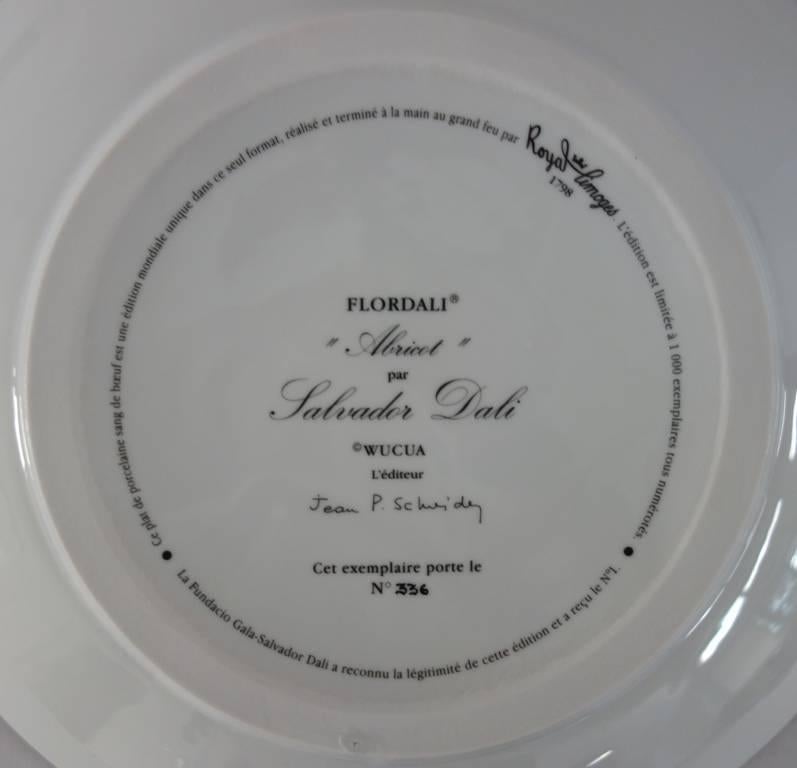 Ce plat de porcelaine sang de bœuf est une édition mondiale unique dans ce seul format, réalisé et terminé à la main au grand feu par Royal Limoges 1798. L'édition est limitée à 1 000 exemplaires tous numérotés.
FLORDALI®
"Abricot"
par
Salvador Dali
©WUCUA
L'éditeur
Jean P. Schneider
Cet exemplaire porte le
N° 336
La Fundacio Gala-Salvador Dali a reconnu la légitimité de cette édition et a reçu le N°1.